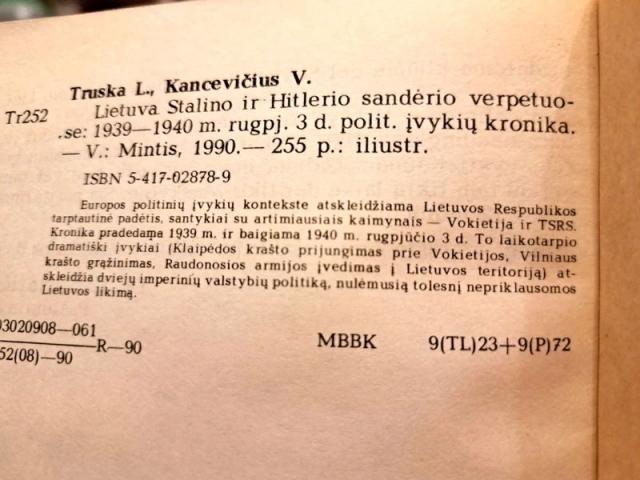 Truska L., Kancevičius V.
Tr252 Lietuva Stalino ir Hitlerio sandėrio verpetuo-
se: 1939—1940 m. rugpj. 3 d. polit. įvykių kronika.
— V.: Mintis, 1990.— 255 p.: iliustr.
ISBN 5-417-02878-9
Europos politinių įvykių kontekste atskleidžiama Lietuvos Respublikos
tarptautinė padėtis, santykiai su artimiausiais kaimynais — Vokietija ir TSRS.
Kronika pradedama 1939 m. ir baigiama 1940 m. rugpjūčio 3 d. To laikotarpio
dramatiški įvykiai (Klaipėdos krašto prijungimas prie Vokietijos, Vilniaus
krašto grąžinimas, Raudonosios armijos įvedimas į Lietuvos teritoriją) at-
skleidžia dviejų imperinių valstybių politiką, nulėmusią tolesnį nepriklausomos
Lietuvos likimą.
03020908—061
52(08)—90 R—90 MBBK 9(TL)23+9(P)72